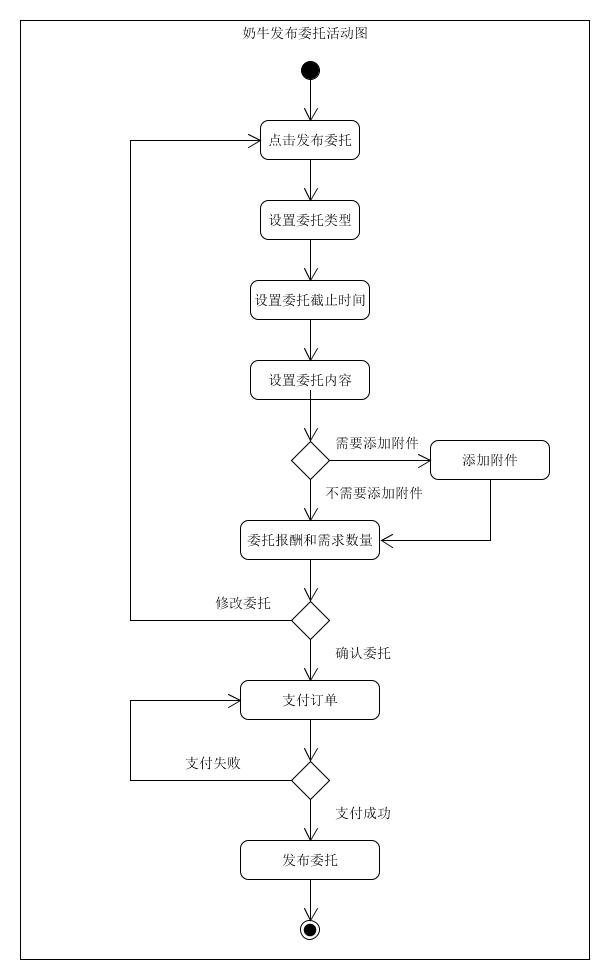 奶牛发布委托活动图
点击发布委托
设置委托类型
设置委托截止时间
设置委托内容
需要添加附件
添加附件
不需要添加附件
委托报酬和需求数量
修改委托
确认委托
支付订单
支付失败
支付成功
发布委托